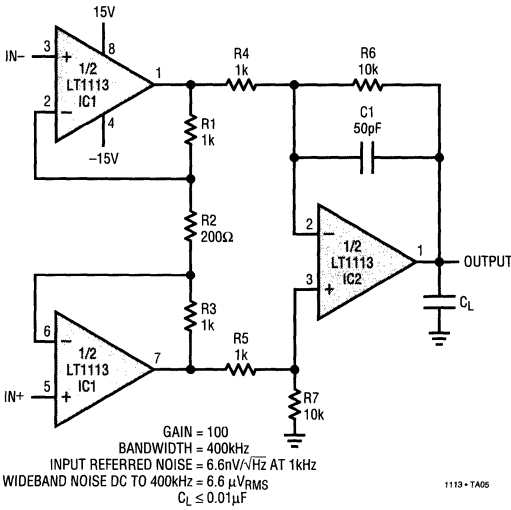 15V
IN–
3
+
8
1/2
LT1113
IC1
1
2
–
4
–15V
R4
1k
R6
10k
C1
50pF
R1
1k
R2
200Ω
2
–
1/2
LT1113
IC2
1
OUTPUT
3
+
CL
R3
1k
6
–
1/2
LT1113
IC1
7
5
+
IN+
R5
1k
R7
10k
GAIN = 100
BANDWIDTH = 400kHz
INPUT REFERRED NOISE = 6.6nV/√Hz AT 1kHz
WIDEBAND NOISE DC TO 400kHz = 6.6 µVRMS
CL ≤ 0.01µF
1113 • TA05